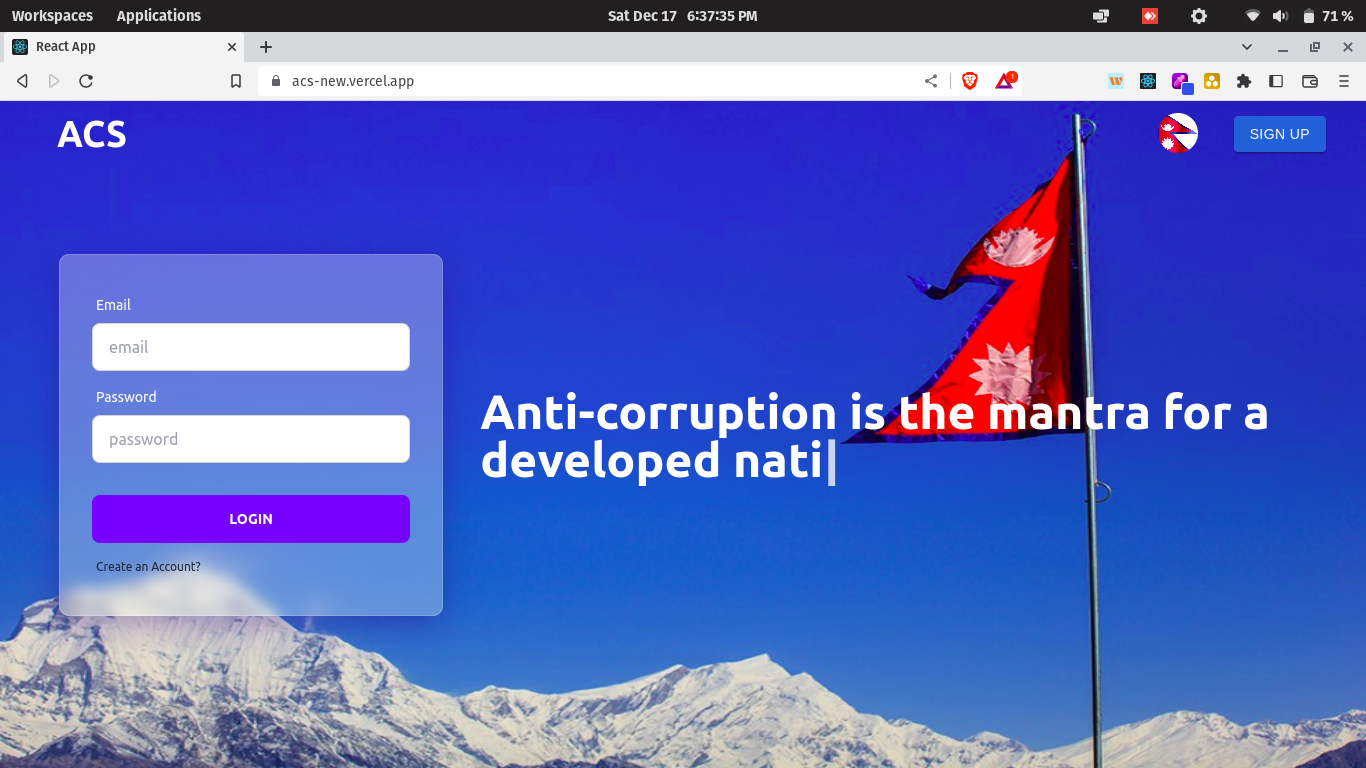 Workspaces Applications Sat Dec 17 6:37:35 PM 71 %
React App
acs-new.vercel.app 1
ACS SIGN UP
Email
email
Password
password
LOGIN
Create an Account?
Anti-corruption is the mantra for a
developed nati